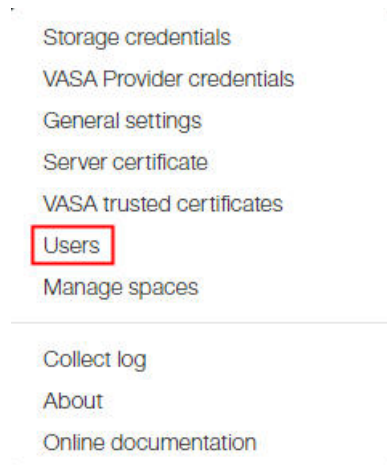 Storage credentials
VASA Provider credentials
General settings
Server certificate
VASA trusted certificates
Users
Manage spaces
Collect log
About
Online documentation